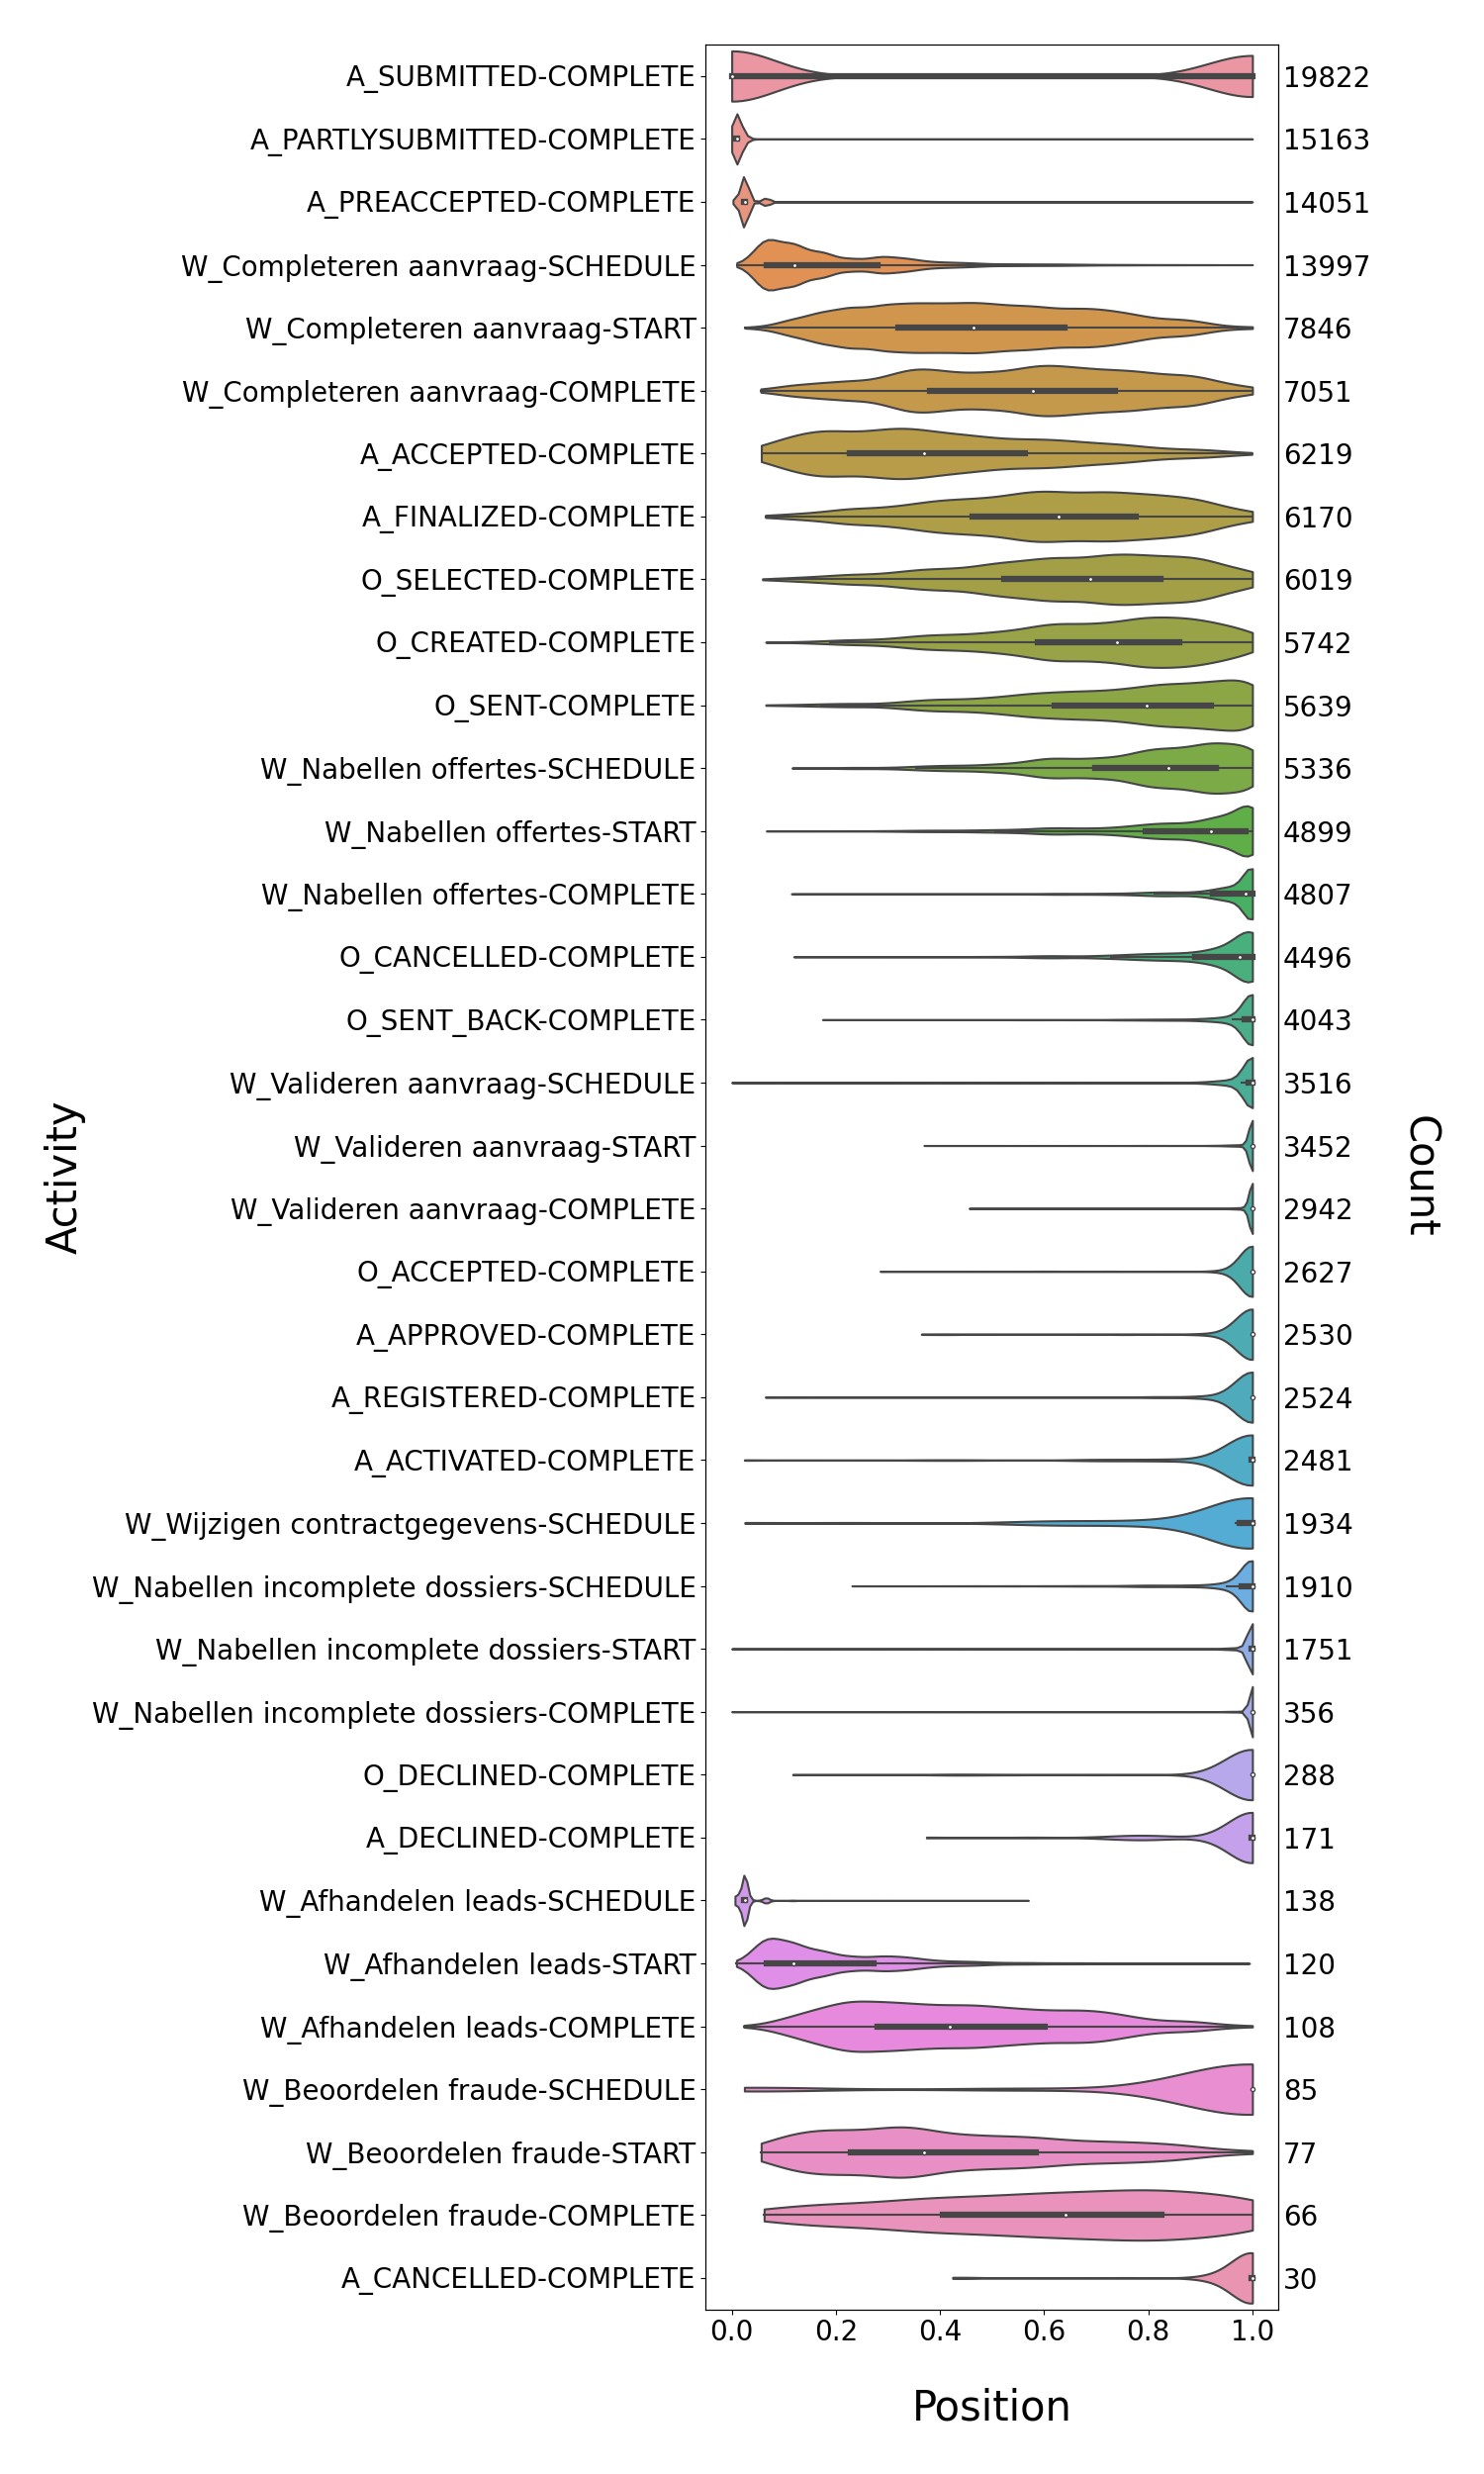 A_SUBMITTED-COMPLETE 19822
A_PARTLYSUBMITTED-COMPLETE 15163
A_PREACCEPTED-COMPLETE 14051
W_Completeren aanvraag-SCHEDULE 13997
W_Completeren aanvraag-START 7846
W_Completeren aanvraag-COMPLETE 7051
A_ACCEPTED-COMPLETE 6219
A_FINALIZED-COMPLETE 6170
O_SELECTED-COMPLETE 6019
O_CREATED-COMPLETE 5742
O_SENT-COMPLETE 5639
W_Nabellen offertes-SCHEDULE 5336
W_Nabellen offertes-START 4899
W_Nabellen offertes-COMPLETE 4807
O_CANCELLED-COMPLETE 4496
O_SENT_BACK-COMPLETE 4043
W_Valideren aanvraag-SCHEDULE 3516
W_Valideren aanvraag-START 3452
W_Valideren aanvraag-COMPLETE 2942
O_ACCEPTED-COMPLETE 2627
A_APPROVED-COMPLETE 2530
A_REGISTERED-COMPLETE 2524
A_ACTIVATED-COMPLETE 2481
W_Wijzigen contractgegevens-SCHEDULE 1934
W_Nabellen incomplete dossiers-SCHEDULE 1910
W_Nabellen incomplete dossiers-START 1751
W_Nabellen incomplete dossiers-COMPLETE 356
O_DECLINED-COMPLETE 288
A_DECLINED-COMPLETE 171
W_Afhandelen leads-SCHEDULE 138
W_Afhandelen leads-START 120
W_Afhandelen leads-COMPLETE 108
W_Beoordelen fraude-SCHEDULE 85
W_Beoordelen fraude-START 77
W_Beoordelen fraude-COMPLETE 66
A_CANCELLED-COMPLETE 30
0.0 0.2 0.4 0.6 0.8 1.0
Position
Activity
Count